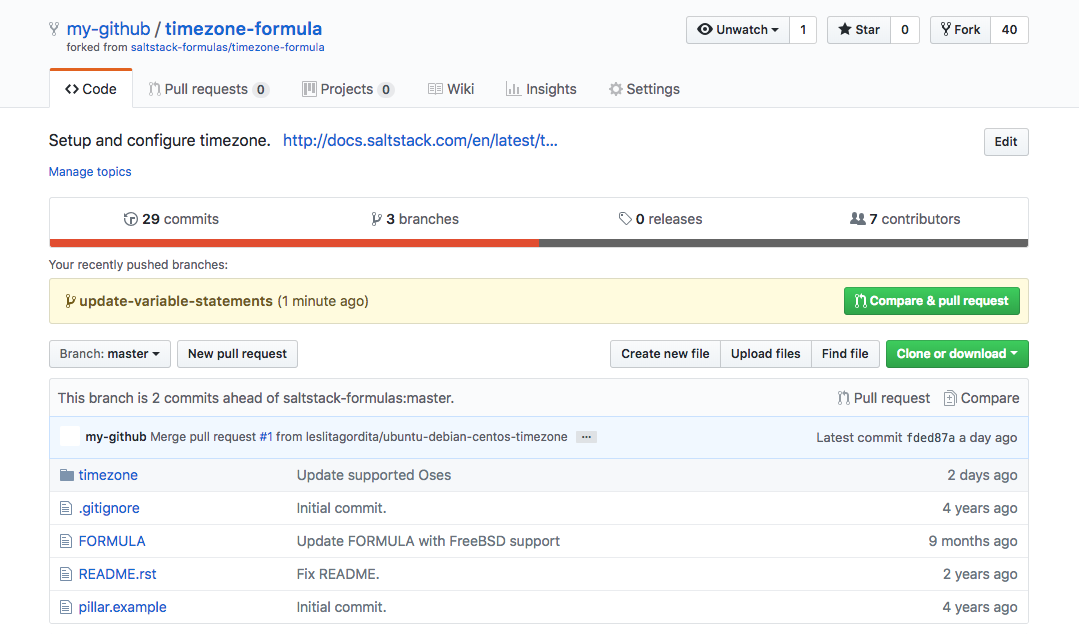 my-github / timezone-formula Unwatch 1 Star 0 Fork 40
forked from saltstack-formulas/timezone-formula
<> Code Pull requests 0 Projects 0 Wiki Insights Settings
Setup and configure timezone. http://docs.saltstack.com/en/latest/t... Edit
Manage topics
29 commits 3 branches 0 releases 7 contributors
Your recently pushed branches:
update-variable-statements (1 minute ago) Compare & pull request
Branch: master New pull request Create new file Upload files Find file Clone or download
This branch is 2 commits ahead of saltstack-formulas:master. Pull request Compare
my-github Merge pull request #1 from leslitagordita/ubuntu-debian-centos-timezone ... Latest commit fded87a a day ago
timezone Update supported Oses 2 days ago
.gitignore Initial commit. 4 years ago
FORMULA Update FORMULA with FreeBSD support 9 months ago
README.rst Fix README. 2 years ago
pillar.example Initial commit. 4 years ago